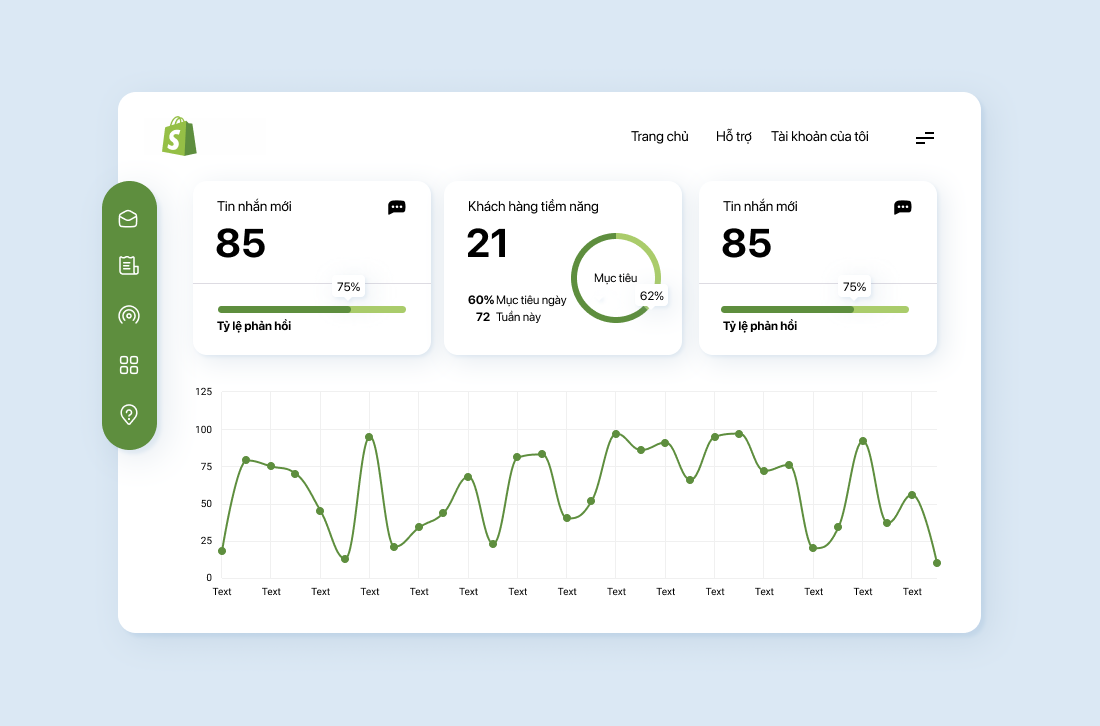 S
Trang chủ Hỗ trợ Tài khoản của tôi
Tin nhắn mới
85
75%
Tỷ lệ phản hồi
Khách hàng tiềm năng
21
Mục tiêu
62%
60% Mục tiêu ngày
72 Tuần này
Tin nhắn mới
85
75%
Tỷ lệ phản hồi
125
100
75
50
25
0
Text Text Text Text Text Text Text Text Text Text Text Text Text Text Text